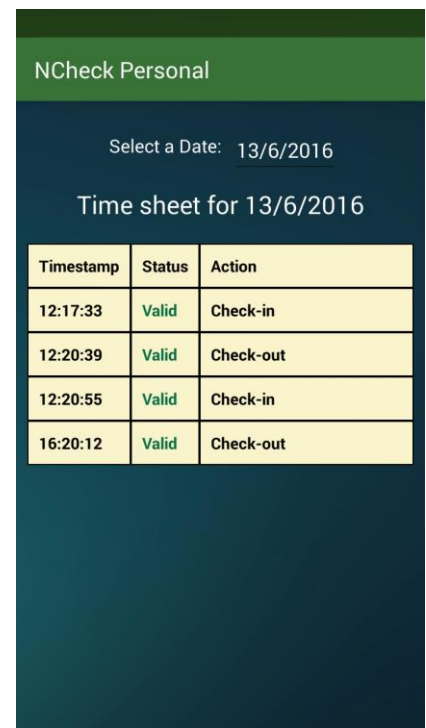 NCheck Personal
Select a Date: 13/6/2016
Time sheet for 13/6/2016
Timestamp Status Action
12:17:33 Valid Check-in
12:20:39 Valid Check-out
12:20:55 Valid Check-in
16:20:12 Valid Check-out